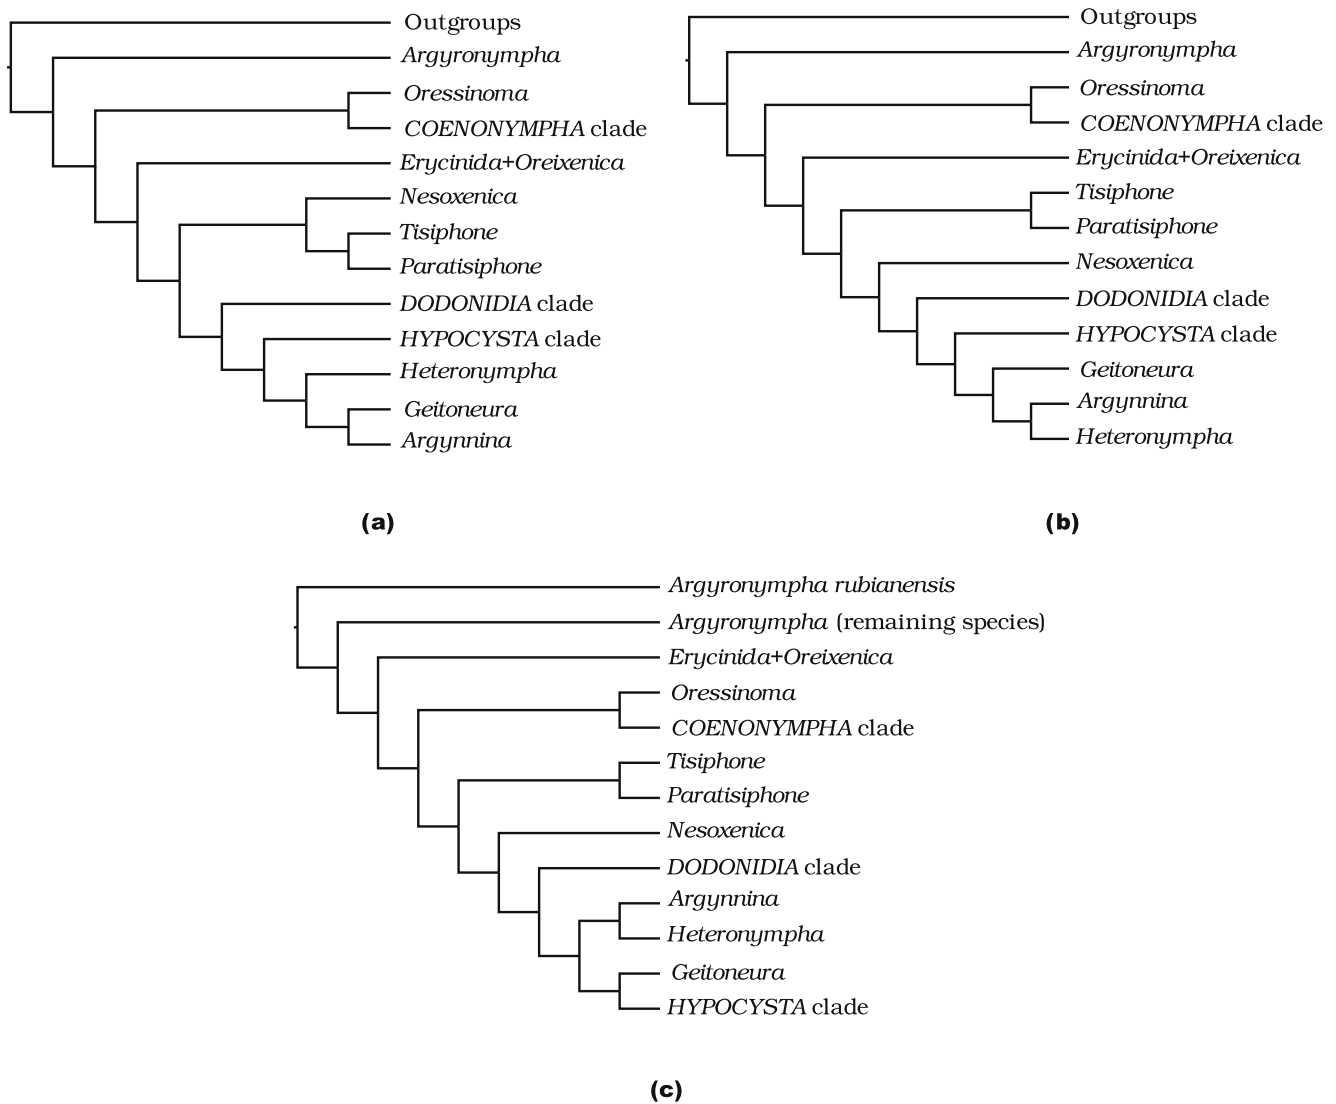 Outgroups
Argyronympha
Oressinoma
COENONYMPHA clade
Erycinida+Oreixenica
Nesoxenica
Tisiphone
Paratisiphone
DODONIDIA clade
HYPOCYSTA clade
Heteronympha
Geitoneura
Argynnina
(a)
Outgroups
Argyronympha
Oressinoma
COENONYMPHA clade
Erycinida+Oreixenica
Tisiphone
Paratisiphone
Nesoxenica
DODONIDIA clade
HYPOCYSTA clade
Geitoneura
Argynnina
Heteronympha
(b)
Argyronympha rubianensis
Argyronympha (remaining species)
Erycinida+Oreixenica
Oressinoma
COENONYMPHA clade
Tisiphone
Paratisiphone
Nesoxenica
DODONIDIA clade
Argynnina
Heteronympha
Geitoneura
HYPOCYSTA clade
(c)